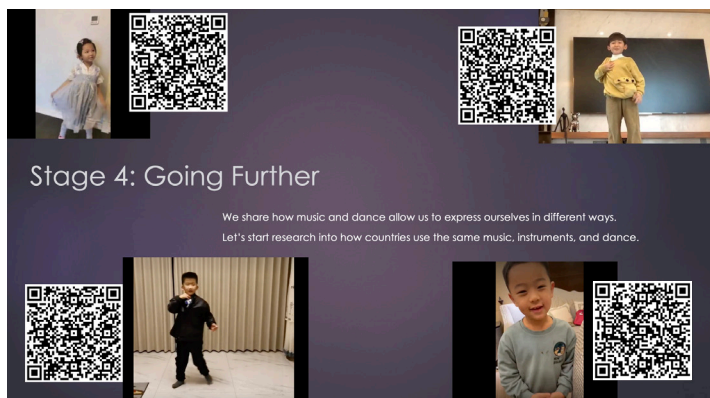 Stage 4: Going Further
We share how music and dance allow us to express ourselves in different ways.
Let's start research into how countries use the same music, instruments, and dance.